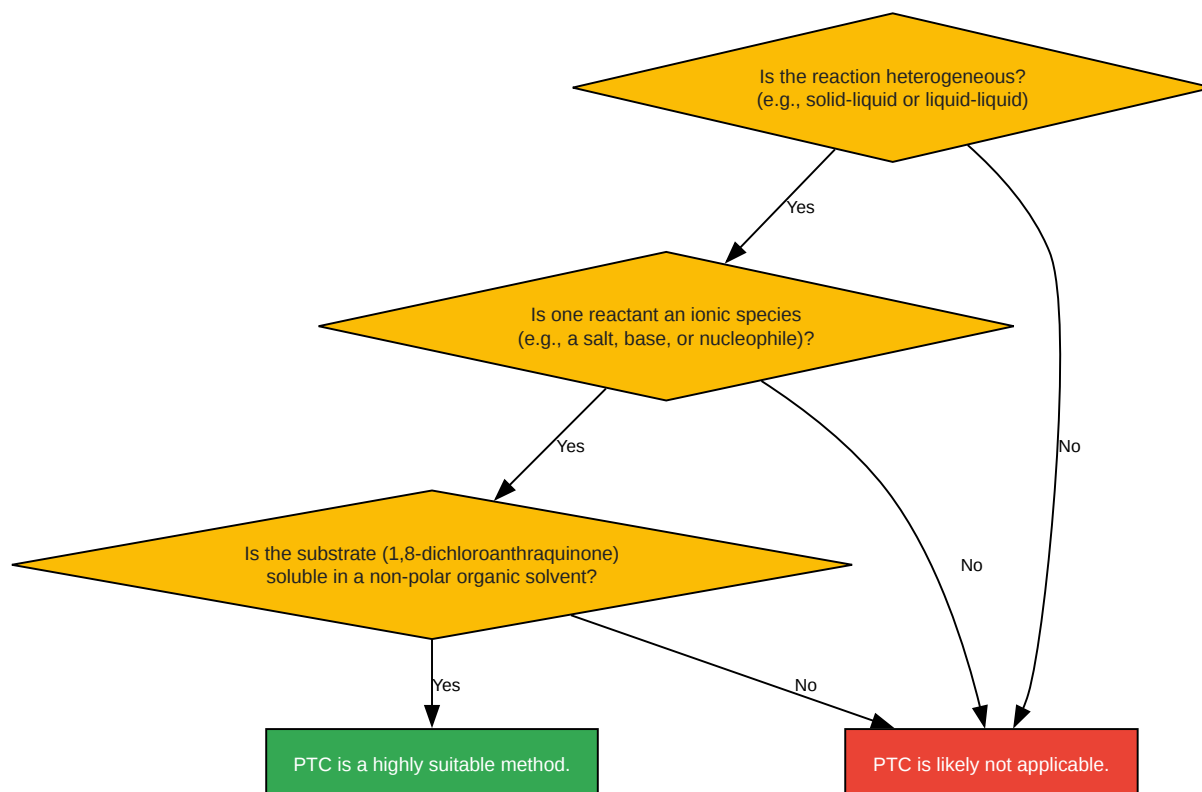 Is the reaction heterogeneous?
(e.g., solid-liquid or liquid-liquid)
Yes
Is one reactant an ionic species
(e.g., a salt, base, or nucleophile)?
Yes
No
Is the substrate (1,8-dichloroanthraquinone)
soluble in a non-polar organic solvent?
No
Yes
No
PTC is a highly suitable method.
PTC is likely not applicable.